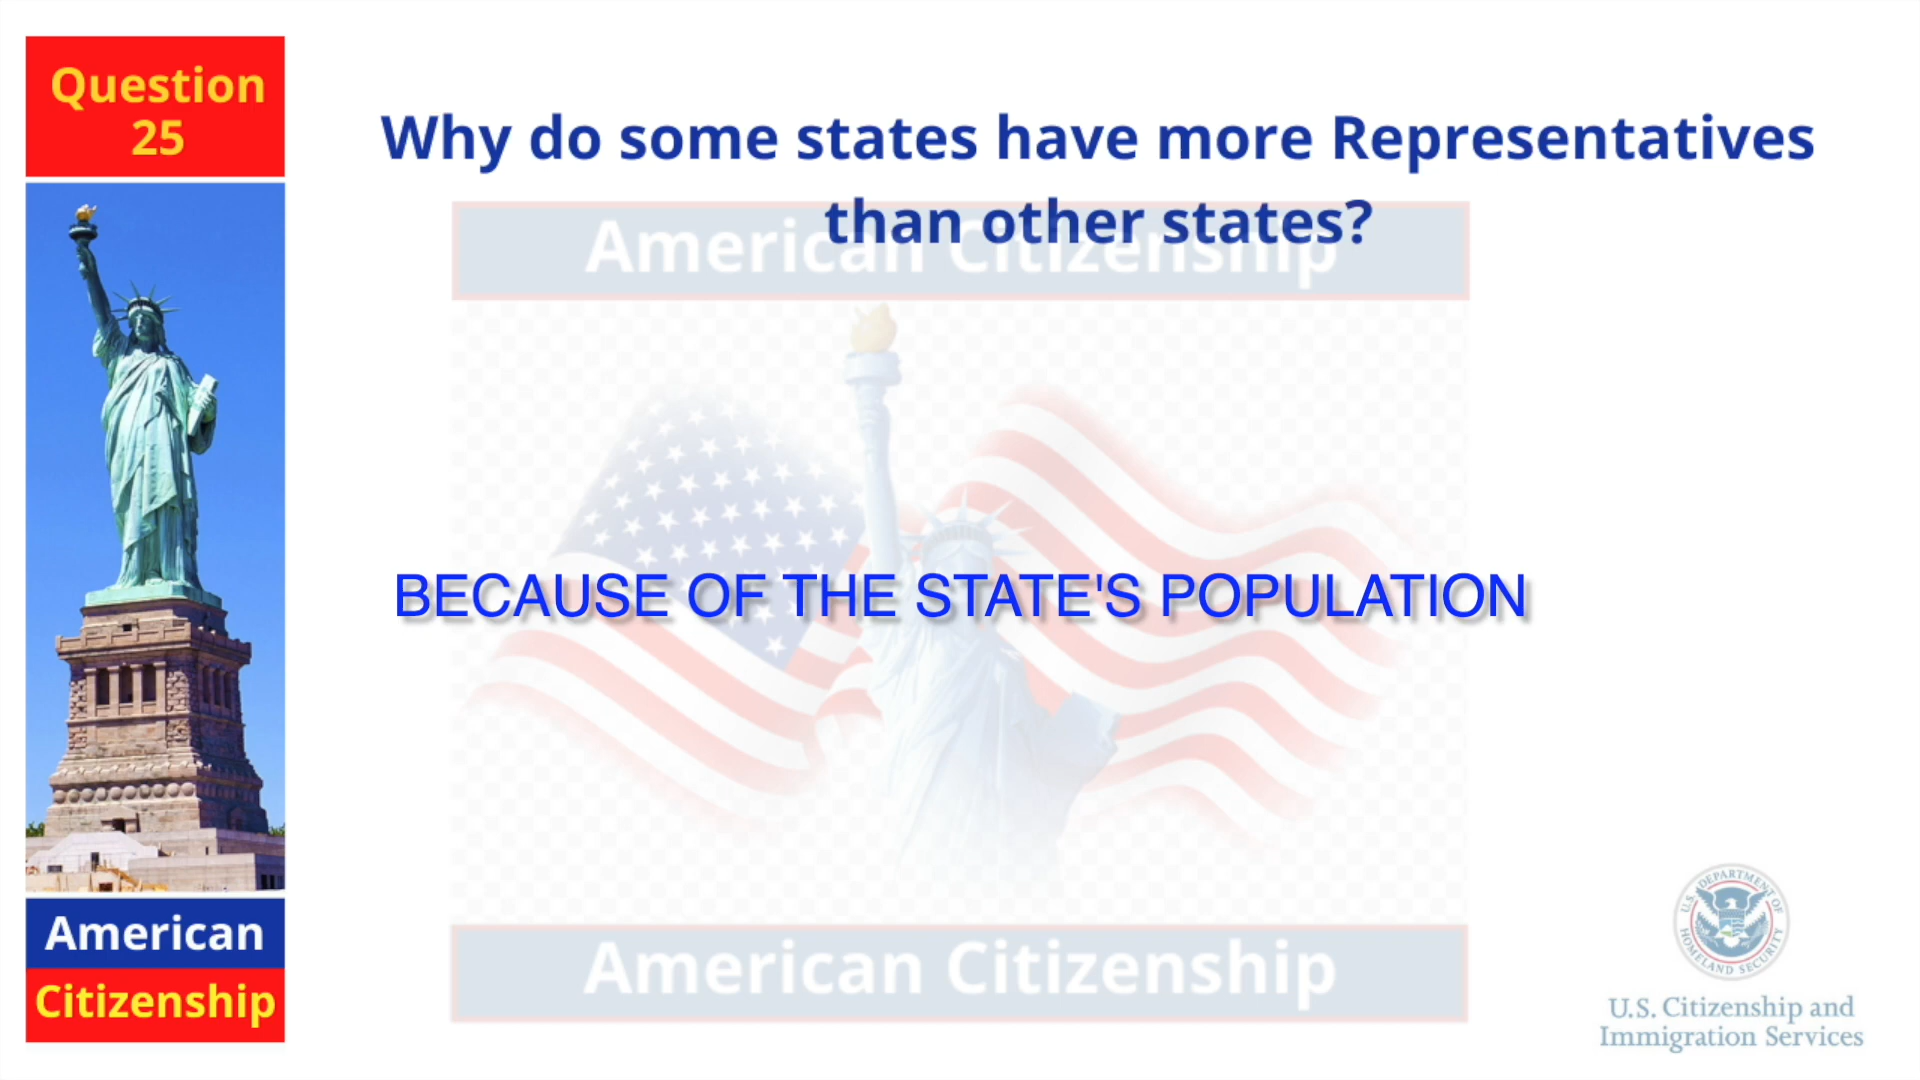 Question
25
Why do some states have more Representatives
than other states?
American Citizenship
BECAUSE OF THE STATE'S POPULATION
American
Citizenship
American Citizenship
U.S. DEPARTMENT OF
HOMELAND SECURITY
U.S. Citizenship and
Immigration Services